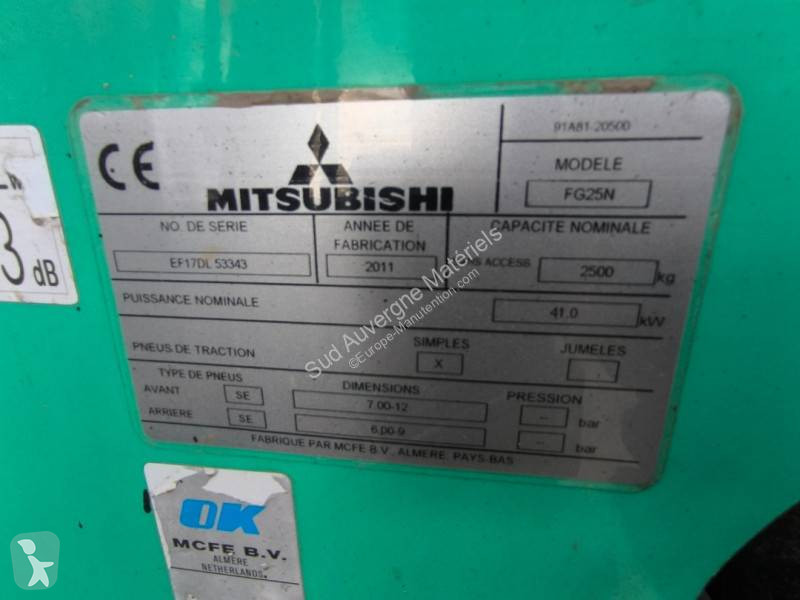 CE
MITSUBISHI
91A81-20500
MODELE
FG25N
NO. DE SERIE
EF17DL 53343
ANNEE DE
FABRICATION
2011
CAPACITE NOMINALE
ACCESS 2500 kg
PUISSANCE NOMINALE 41.0 kW
PNEUS DE TRACTION SIMPLES X JUMELES
TYPE DE PNEUS DIMENSIONS PRESSION
AVANT SE 7.00-12 -- bar
ARRIERE SE 6.00-9 -- bar
FABRIQUE PAR MCFE B.V., ALMERE, PAYS-BAS
3 dB
OK
MCFE B.V.
ALMERE
NETHERLANDS.
Sud Auvergne Matériels
©Europe-Manutention.com